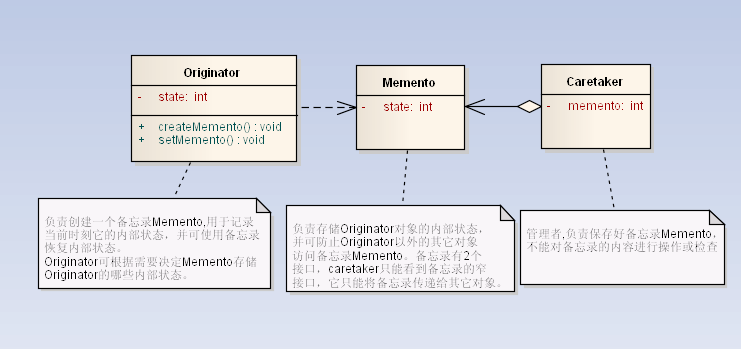 Originator
- state: int
+ createMemento() : void
+ setMemento() : void
Memento
- state: int
Caretaker
- memento: int
负责创建一个备忘录Memento,用于记录
当前时刻它的内部状态，并可使用备忘录
恢复内部状态。
Originator可根据需要决定Memento存储
Originator的哪些内部状态。
负责存储Originator对象的内部状态，
并可防止Originator以外的其它对象
访问备忘录Memento。备忘录有2个
接口，caretaker只能看到备忘录的窄
接口，它只能将备忘录传递给其它对象。
管理者,负责保存好备忘录Memento，
不能对备忘录的内容进行操作或检查